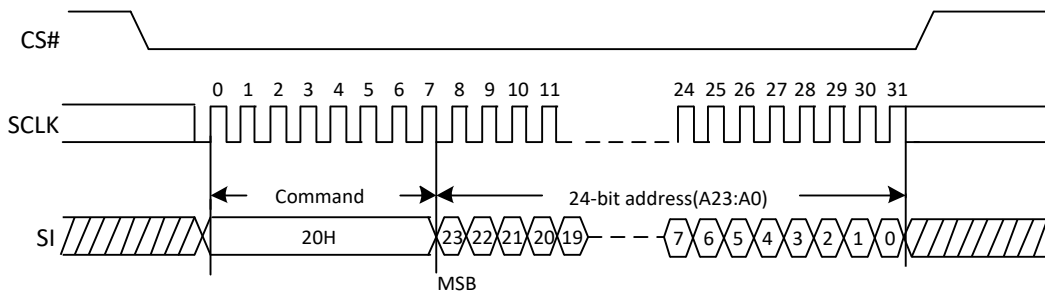 CS#
0 1 2 3 4 5 6 7 8 9 10 11 24 25 26 27 28 29 30 31
SCLK
Command 24-bit address(A23:A0)
SI 20H 23 22 21 20 19 7 6 5 4 3 2 1 0
MSB